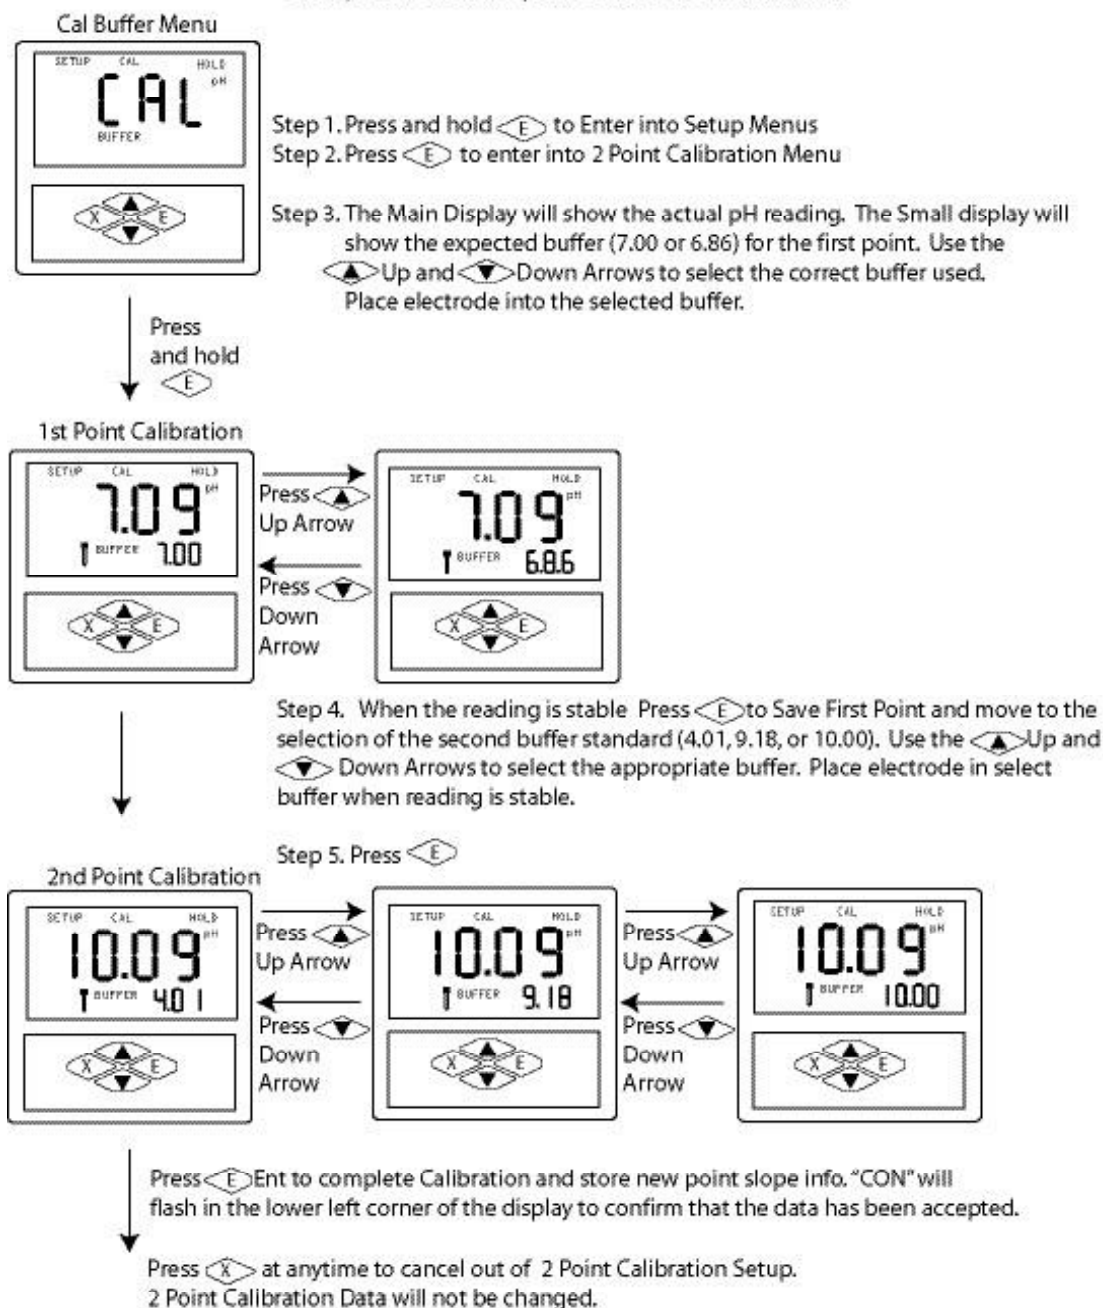 Cal Buffer Menu
SETUP CAL HOLD
pH
CAL
BUFFER
X E
Step 1. Press and hold E to Enter into Setup Menus
Step 2. Press E to enter into 2 Point Calibration Menu
Step 3. The Main Display will show the actual pH reading. The Small display will
show the expected buffer (7.00 or 6.86) for the first point. Use the
Up and Down Arrows to select the correct buffer used.
Place electrode into the selected buffer.
Press
and hold
E
1st Point Calibration
SETUP CAL HOLD
7.09 pH
BUFFER 7.00
X E
Press
Up Arrow
Press
Down
Arrow
SETUP CAL HOLD
7.09 pH
BUFFER 6.8.6
X E
Step 4. When the reading is stable Press E to Save First Point and move to the
selection of the second buffer standard (4.01, 9.18, or 10.00). Use the Up and
Down Arrows to select the appropriate buffer. Place electrode in select
buffer when reading is stable.
Step 5. Press E
2nd Point Calibration
SETUP CAL HOLD
10.09 pH
BUFFER 4.01
X E
Press
Up Arrow
Press
Down
Arrow
SETUP CAL HOLD
10.09 pH
BUFFER 9.18
X E
Press
Up Arrow
Press
Down
Arrow
SETUP CAL HOLD
10.09 pH
BUFFER 10.00
X E
Press E Ent to complete Calibration and store new point slope info. "CON" will
flash in the lower left corner of the display to confirm that the data has been accepted.
Press X at anytime to cancel out of 2 Point Calibration Setup.
2 Point Calibration Data will not be changed.